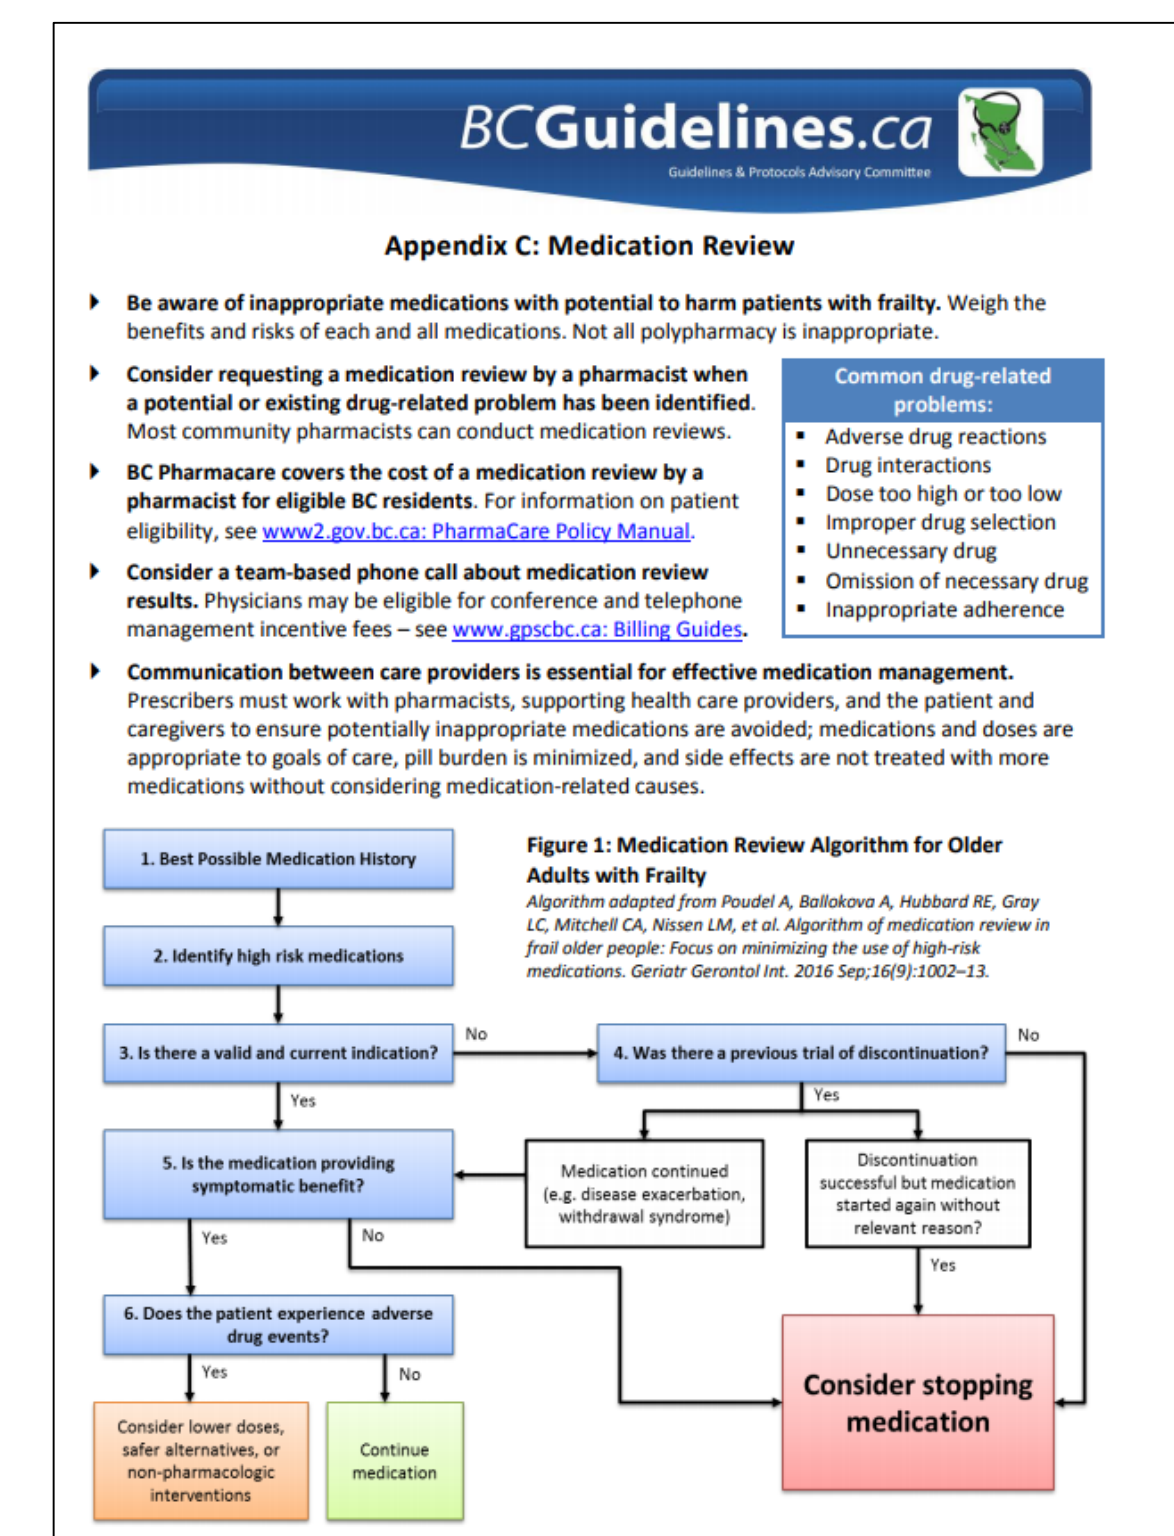 BCGuidelines.ca
Guidelines & Protocols Advisory Committee
Appendix C: Medication Review
Be aware of inappropriate medications with potential to harm patients with frailty. Weigh the
benefits and risks of each and all medications. Not all polypharmacy is inappropriate.
Consider requesting a medication review by a pharmacist when
a potential or existing drug-related problem has been identified.
Most community pharmacists can conduct medication reviews.
BC Pharmacare covers the cost of a medication review by a
pharmacist for eligible BC residents. For information on patient
eligibility, see www2.gov.bc.ca: PharmaCare Policy Manual.
Consider a team-based phone call about medication review
results. Physicians may be eligible for conference and telephone
management incentive fees – see www.gpscbc.ca: Billing Guides.
Common drug-related
problems:
Adverse drug reactions
Drug interactions
Dose too high or too low
Improper drug selection
Unnecessary drug
Omission of necessary drug
Inappropriate adherence
Communication between care providers is essential for effective medication management.
Prescribers must work with pharmacists, supporting health care providers, and the patient and
caregivers to ensure potentially inappropriate medications are avoided; medications and doses are
appropriate to goals of care, pill burden is minimized, and side effects are not treated with more
medications without considering medication-related causes.
Figure 1: Medication Review Algorithm for Older
Adults with Frailty
Algorithm adapted from Poudel A, Ballokova A, Hubbard RE, Gray
LC, Mitchell CA, Nissen LM, et al. Algorithm of medication review in
frail older people: Focus on minimizing the use of high-risk
medications. Geriatr Gerontol Int. 2016 Sep;16(9):1002–13.
1. Best Possible Medication History
2. Identify high risk medications
3. Is there a valid and current indication?
No
4. Was there a previous trial of discontinuation?
No
Yes
Yes
5. Is the medication providing
symptomatic benefit?
Medication continued
(e.g. disease exacerbation,
withdrawal syndrome)
Discontinuation
successful but medication
started again without
relevant reason?
Yes
No
Yes
6. Does the patient experience adverse
drug events?
Yes
No
Consider lower doses,
safer alternatives, or
non-pharmacologic
interventions
Continue
medication
Consider stopping
medication